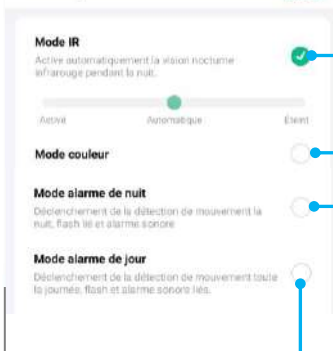 Mode IR
Active automatiquement la vision nocturne
infrarouge pendant la nuit.
Activé Automatique Éteint
Mode couleur
Mode alarme de nuit
Déclenchement de la détection de mouvement la
nuit, flash lié et alarme sonore
Mode alarme de jour
Déclenchement de la détection de mouvement toute
la journée, flash et alarme sonore liés.